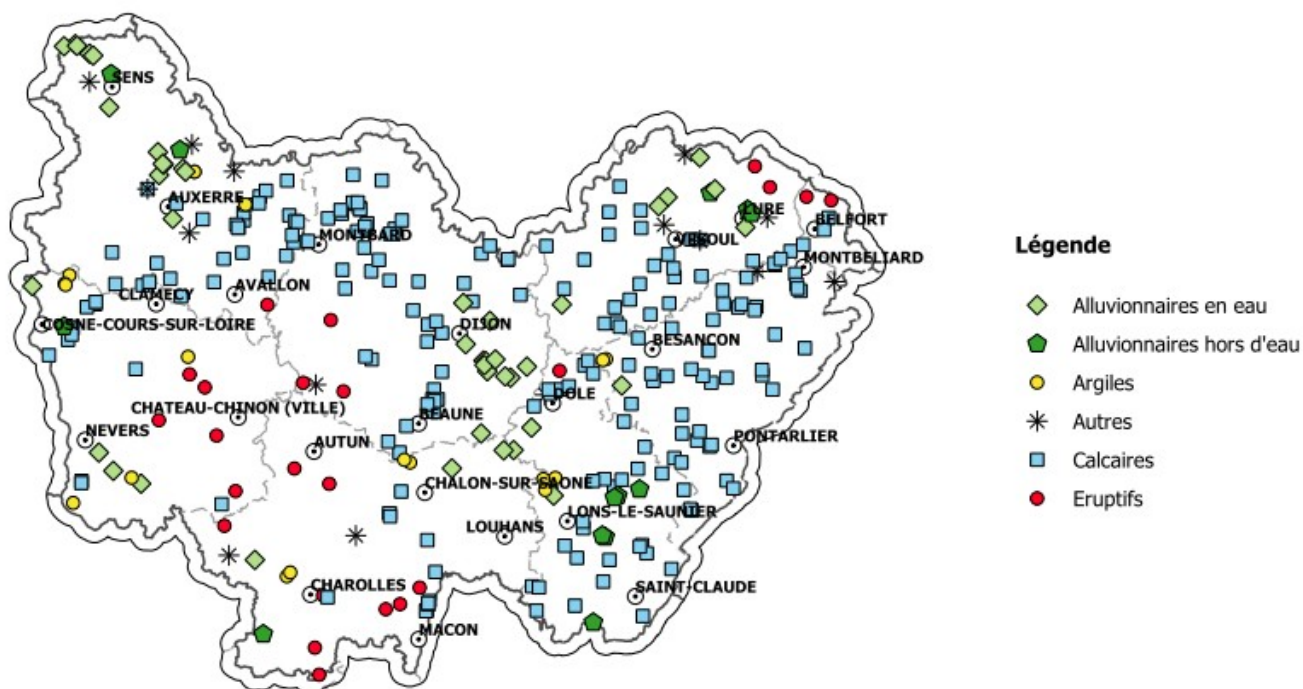 SENS
AUXERRE
LURE
BELFORT
VESOUL
MONTBARD
MONTBELIARD
AVALLON
CLAMECY
COSNE-COURS-SUR-LOIRE
DIJON
BESANCON
DOLE
CHATEAU-CHINON (VILLE)
BEAUNE
NEVERS
AUTUN
PONTARLIER
CHALON-SUR-SAONE
LONS-LE-SAUNIER
LOUHANS
CHAROLLES
SAINT-CLAUDE
MACON
Légende
Alluvionnaires en eau
Alluvionnaires hors d'eau
Argiles
Autres
Calcaires
Eruptifs